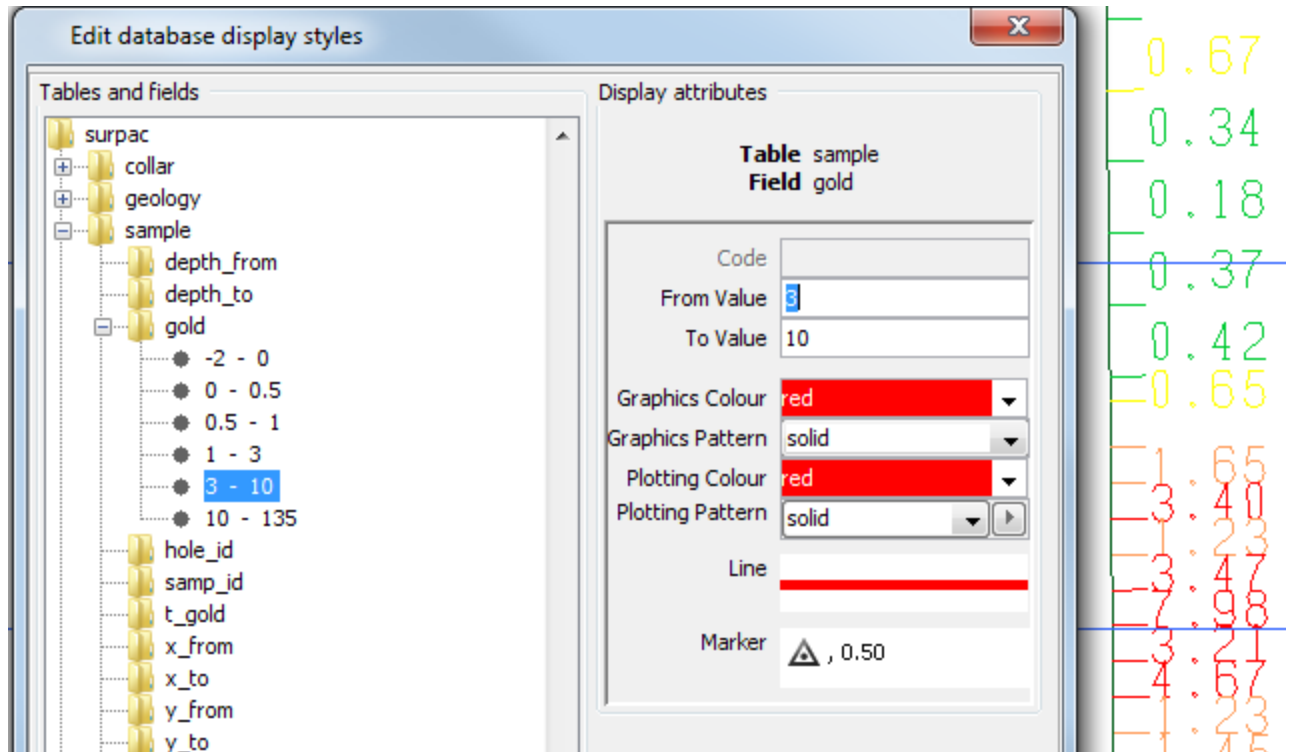 Edit database display styles
Tables and fields
surpac
collar
geology
sample
depth_from
depth_to
gold
-2 - 0
0 - 0.5
0.5 - 1
1 - 3
3 - 10
10 - 135
hole_id
samp_id
t_gold
x_from
x_to
y_from
y_to
Display attributes
Table sample
Field gold
Code
From Value 3
To Value 10
Graphics Colour red
Graphics Pattern solid
Plotting Colour red
Plotting Pattern solid
Line
Marker , 0.50
0.67
0.34
0.18
0.37
0.42
0.65
1.65
3.40
1.23
3.47
7.98
3.21
4.67
1.23